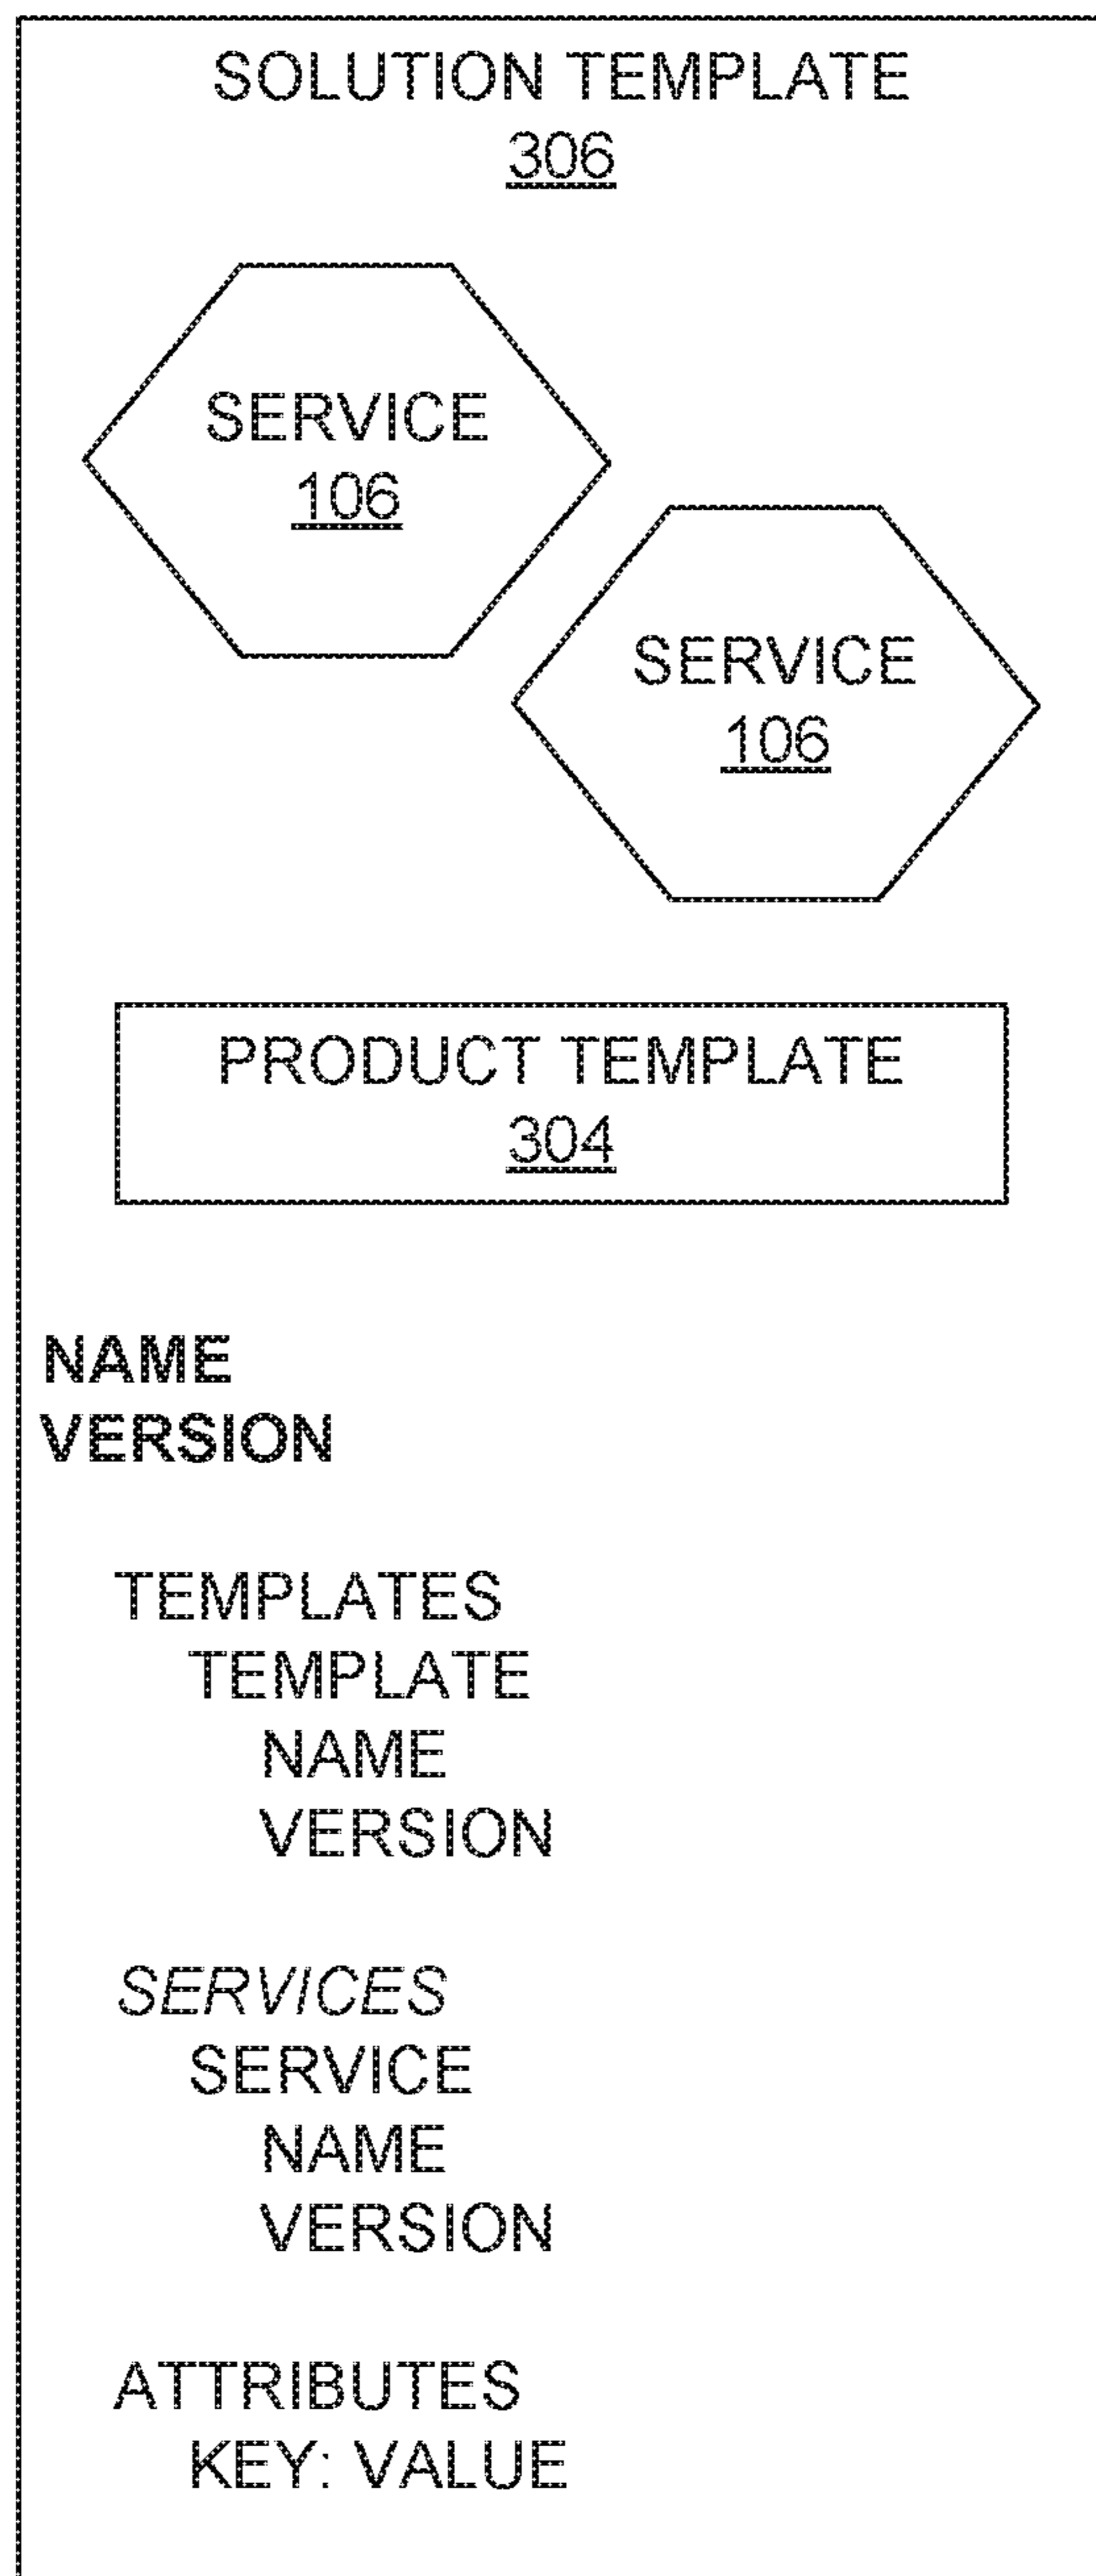 SOLUTION TEMPLATE
306
SERVICE
106
SERVICE
106
PRODUCT TEMPLATE
304
NAME
VERSION
TEMPLATES
TEMPLATE
NAME
VERSION
SERVICES
SERVICE
NAME
VERSION
ATTRIBUTES
KEY: VALUE